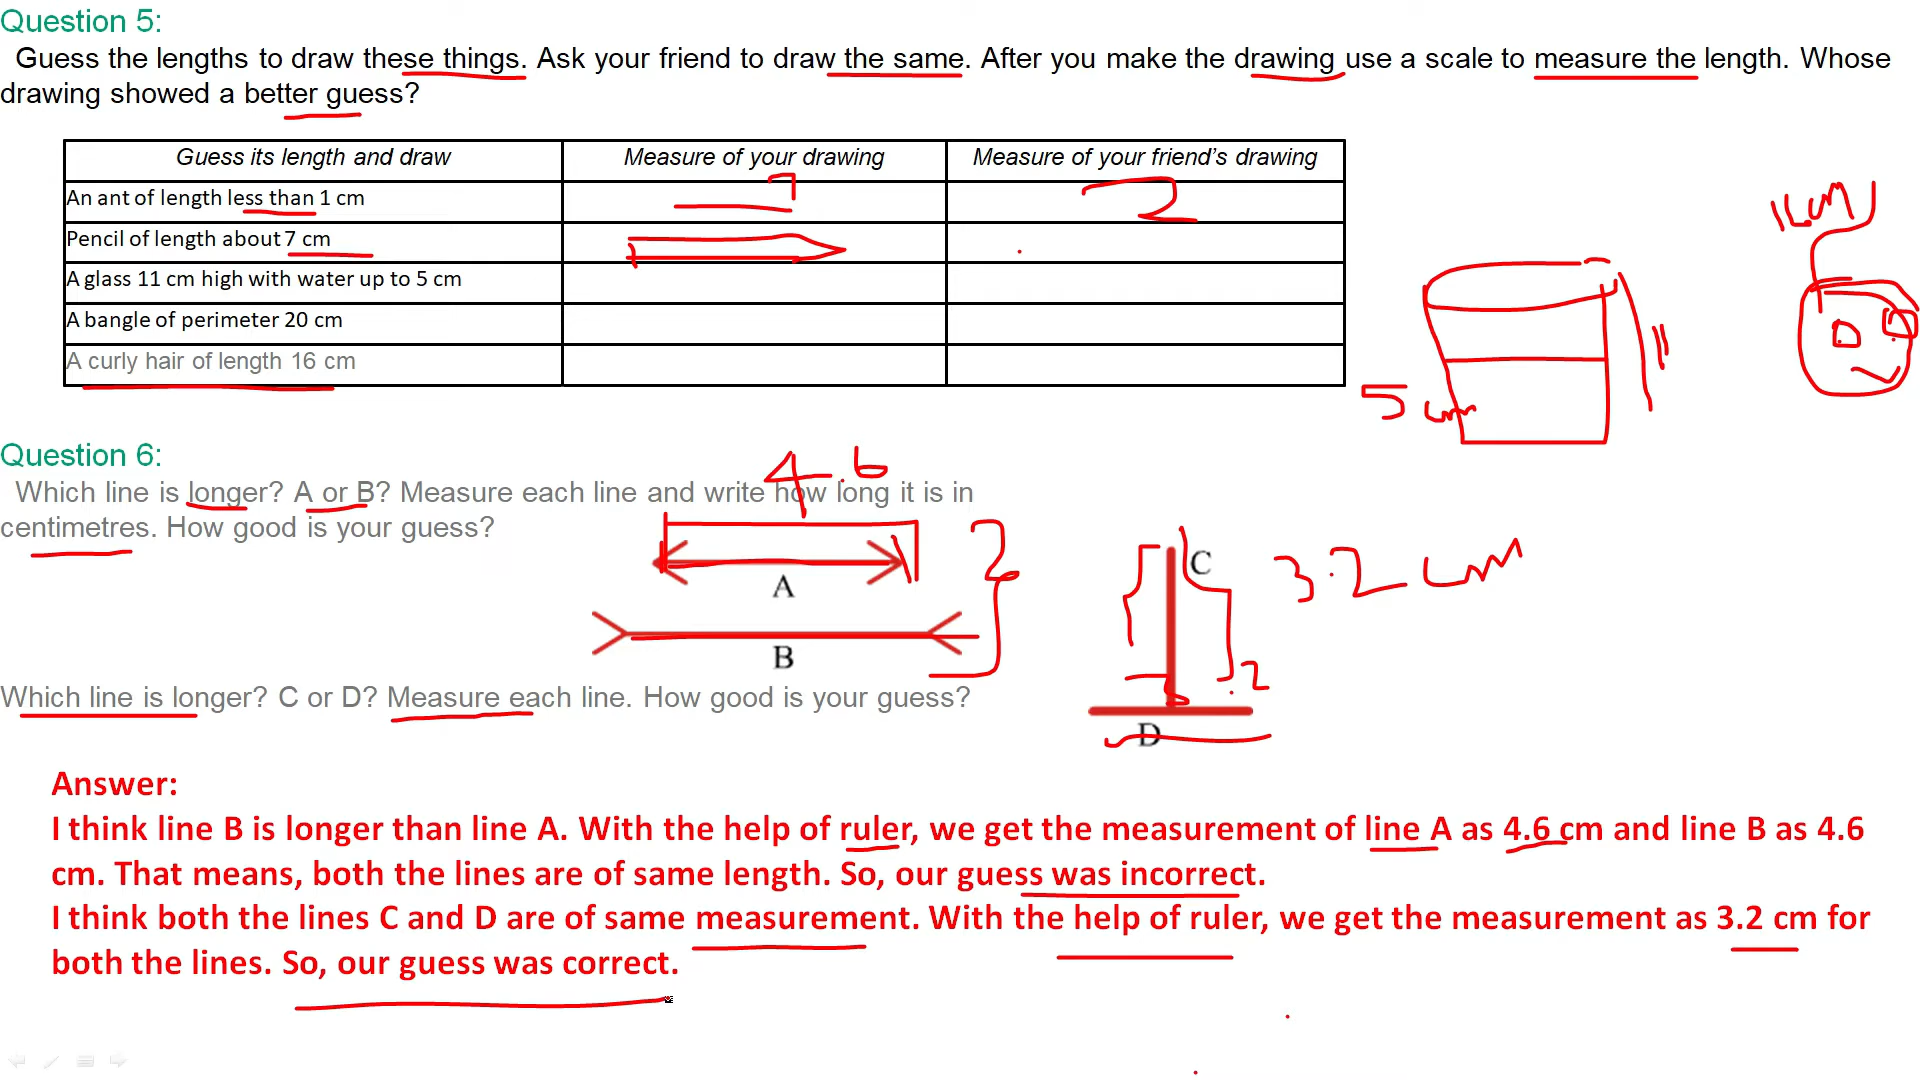 Question 5:
Guess the lengths to draw these things. Ask your friend to draw the same. After you make the drawing use a scale to measure the length. Whose
drawing showed a better guess?
Guess its length and draw Measure of your drawing Measure of your friend's drawing
An ant of length less than 1 cm 2
Pencil of length about 7 cm
A glass 11 cm high with water up to 5 cm
A bangle of perimeter 20 cm
A curly hair of length 16 cm
11
5 cm
Question 6:
4.6
Which line is longer? A or B? Measure each line and write how long it is in
centimetres. How good is your guess?
A
B
C
3.2 cm
.2
D
Which line is longer? C or D? Measure each line. How good is your guess?
Answer:
I think line B is longer than line A. With the help of ruler, we get the measurement of line A as 4.6 cm and line B as 4.6
cm. That means, both the lines are of same length. So, our guess was incorrect.
I think both the lines C and D are of same measurement. With the help of ruler, we get the measurement as 3.2 cm for
both the lines. So, our guess was correct.